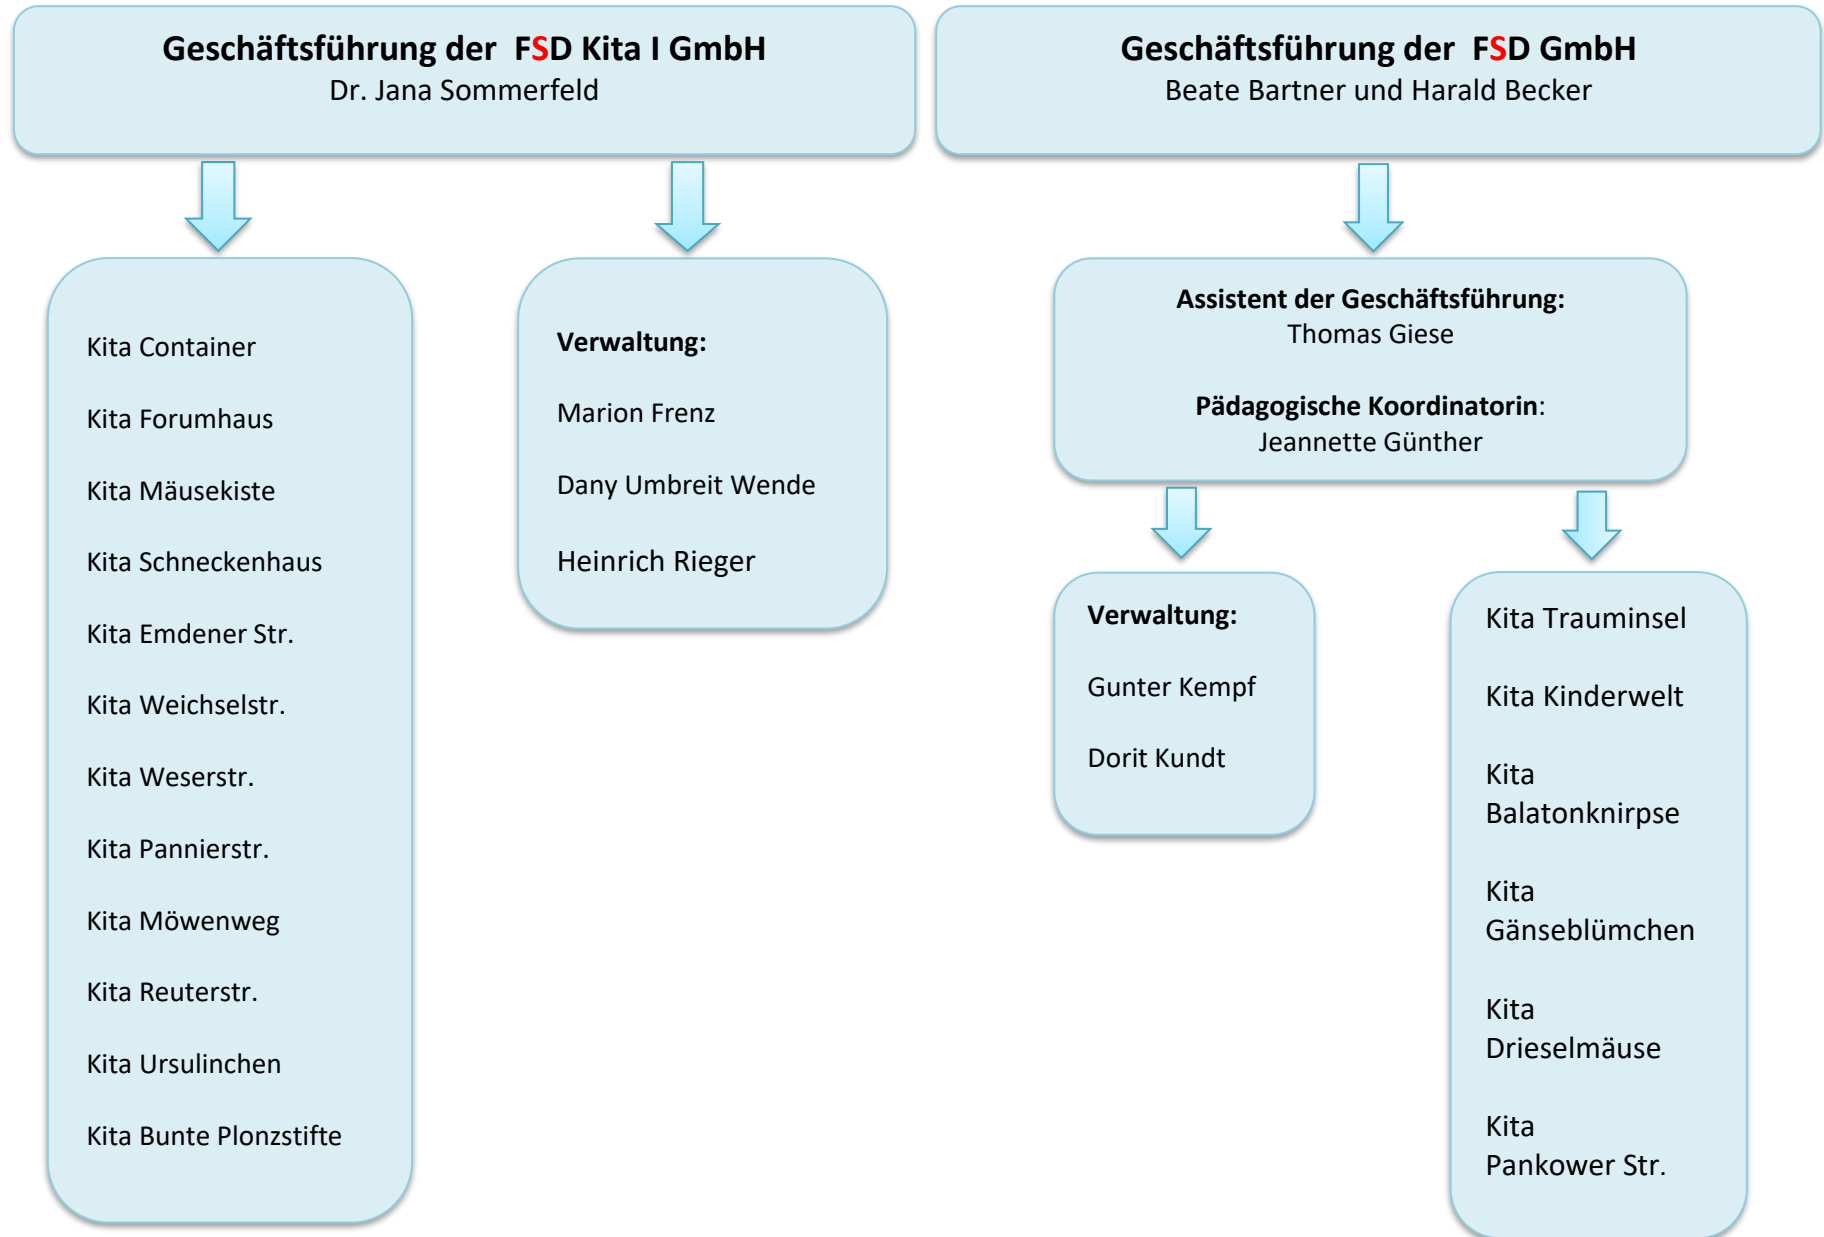 Geschäftsführung der FSD Kita I GmbH
Dr. Jana Sommerfeld
Geschäftsführung der FSD GmbH
Beate Bartner und Harald Becker
Kita Container
Kita Forumhaus
Kita Mäusekiste
Kita Schneckenhaus
Kita Emdener Str.
Kita Weichselstr.
Kita Weserstr.
Kita Pannierstr.
Kita Möwenweg
Kita Reuterstr.
Kita Ursulinchen
Kita Bunte Plonzstifte
Verwaltung:
Marion Frenz
Dany Umbreit Wende
Heinrich Rieger
Assistent der Geschäftsführung:
Thomas Giese
Pädagogische Koordinatorin:
Jeannette Günther
Verwaltung:
Gunter Kempf
Dorit Kundt
Kita Trauminsel
Kita Kinderwelt
Kita
Balatonknirpse
Kita
Gänseblümchen
Kita
Drieselmäuse
Kita
Pankower Str.